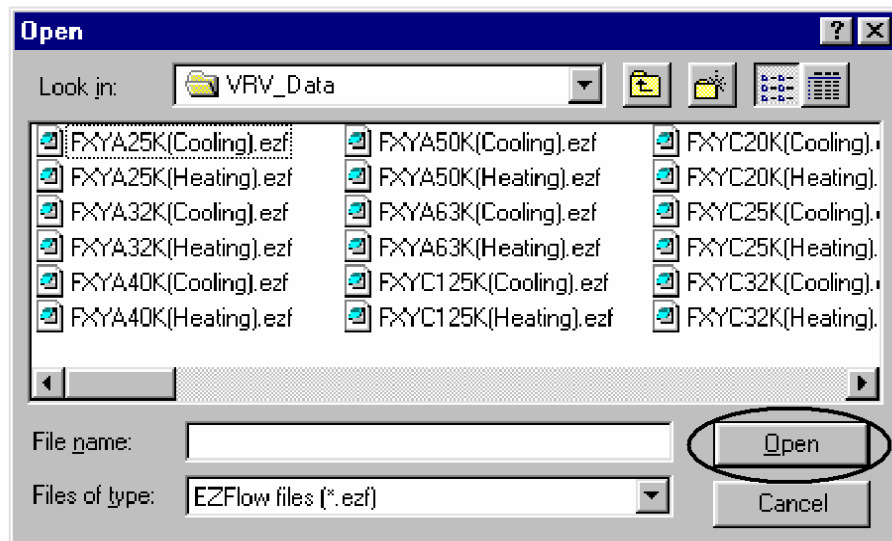 Open
Look in: VRV_Data
FXYA25K(Cooling).ezf FXYA50K(Cooling).ezf FXYC20K(Cooling).
FXYA25K(Heating).ezf FXYA50K(Heating).ezf FXYC20K(Heating).
FXYA32K(Cooling).ezf FXYA63K(Cooling).ezf FXYC25K(Cooling).
FXYA32K(Heating).ezf FXYA63K(Heating).ezf FXYC25K(Heating).
FXYA40K(Cooling).ezf FXYC125K(Cooling).ezf FXYC32K(Cooling).
FXYA40K(Heating).ezf FXYC125K(Heating).ezf FXYC32K(Heating).
File name: Open
Files of type: EZFlow files (*.ezf) Cancel